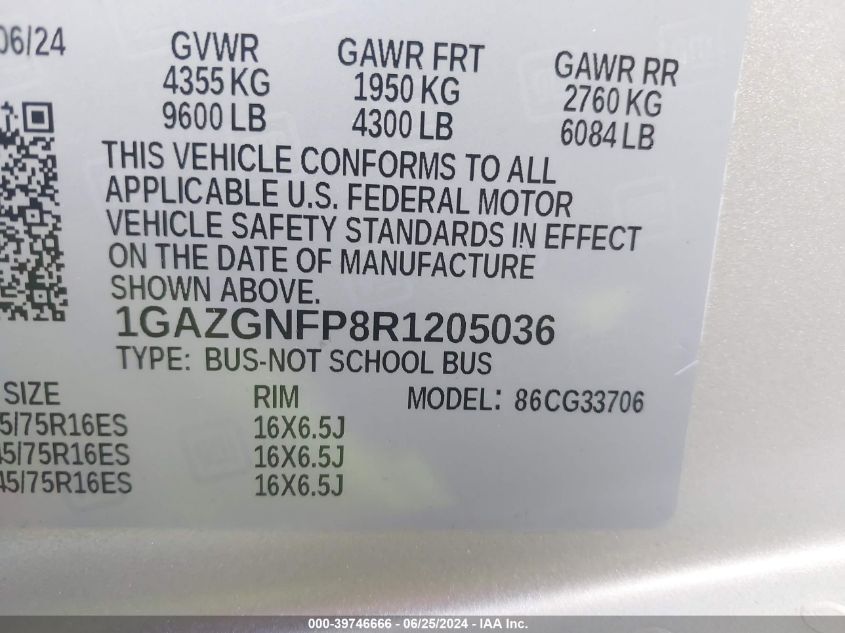 06/24
GVWR
4355 KG
9600 LB
GAWR FRT
1950 KG
4300 LB
GAWR RR
2760 KG
6084 LB
THIS VEHICLE CONFORMS TO ALL
APPLICABLE U.S. FEDERAL MOTOR
VEHICLE SAFETY STANDARDS IN EFFECT
ON THE DATE OF MANUFACTURE
SHOWN ABOVE.
1GAZGNFP8R1205036
TYPE: BUS-NOT SCHOOL BUS
MODEL: 86CG33706
SIZE RIM
5/75R16ES 16X6.5J
45/75R16ES 16X6.5J
45/75R16ES 16X6.5J
000-39746666 - 06/25/2024 - IAA Inc.